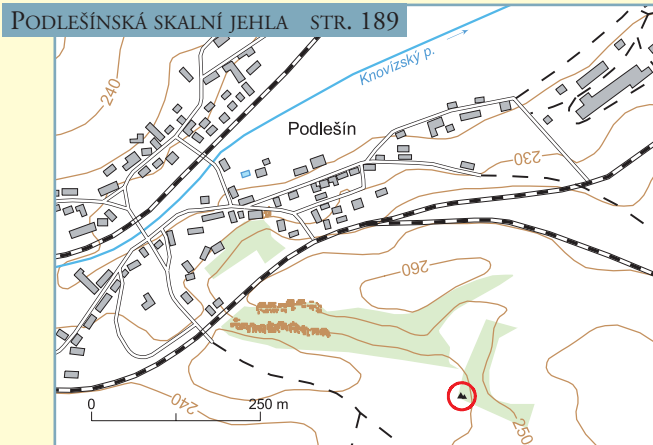 PODLEŠÍNSKÁ SKALNÍ JEHLA STR. 189
240
Knovízský p.
Podlešín
230
260
240
250
0 250 m